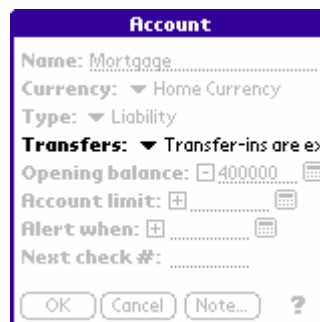 Account
Name: Mortgage
Currency: Home Currency
Type: Liability
Transfers: Transfer-ins are ex
Opening balance: - 400000
Account limit: +
Alert when: +
Next check #:
OK Cancel Note... ?